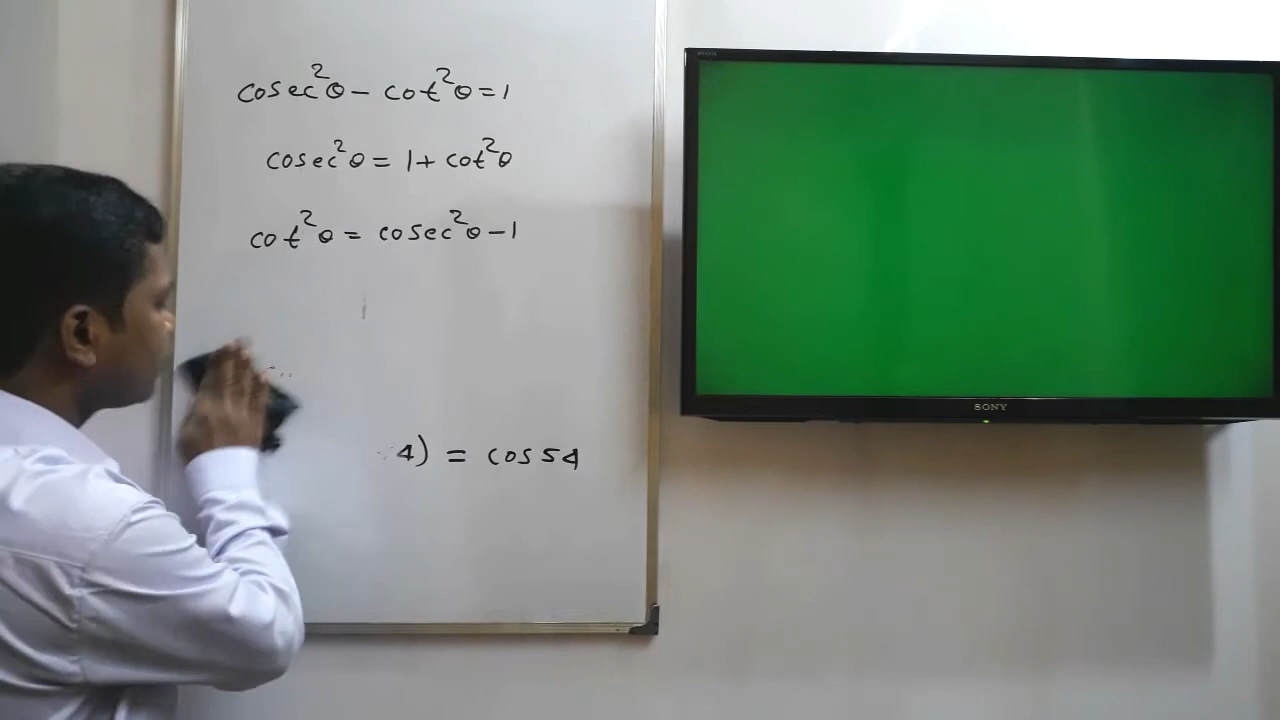 cosec²θ - cot²θ = 1
cosec²θ = 1 + cot²θ
cot²θ = cosec²θ - 1
4) = cos 54
SONY